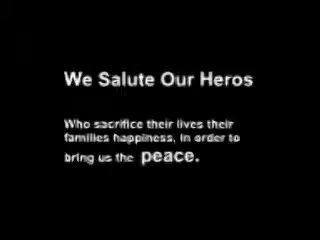 We Salute Our Heros
Who sacrifice their lives their
families happiness, in order to
bring us the peace.